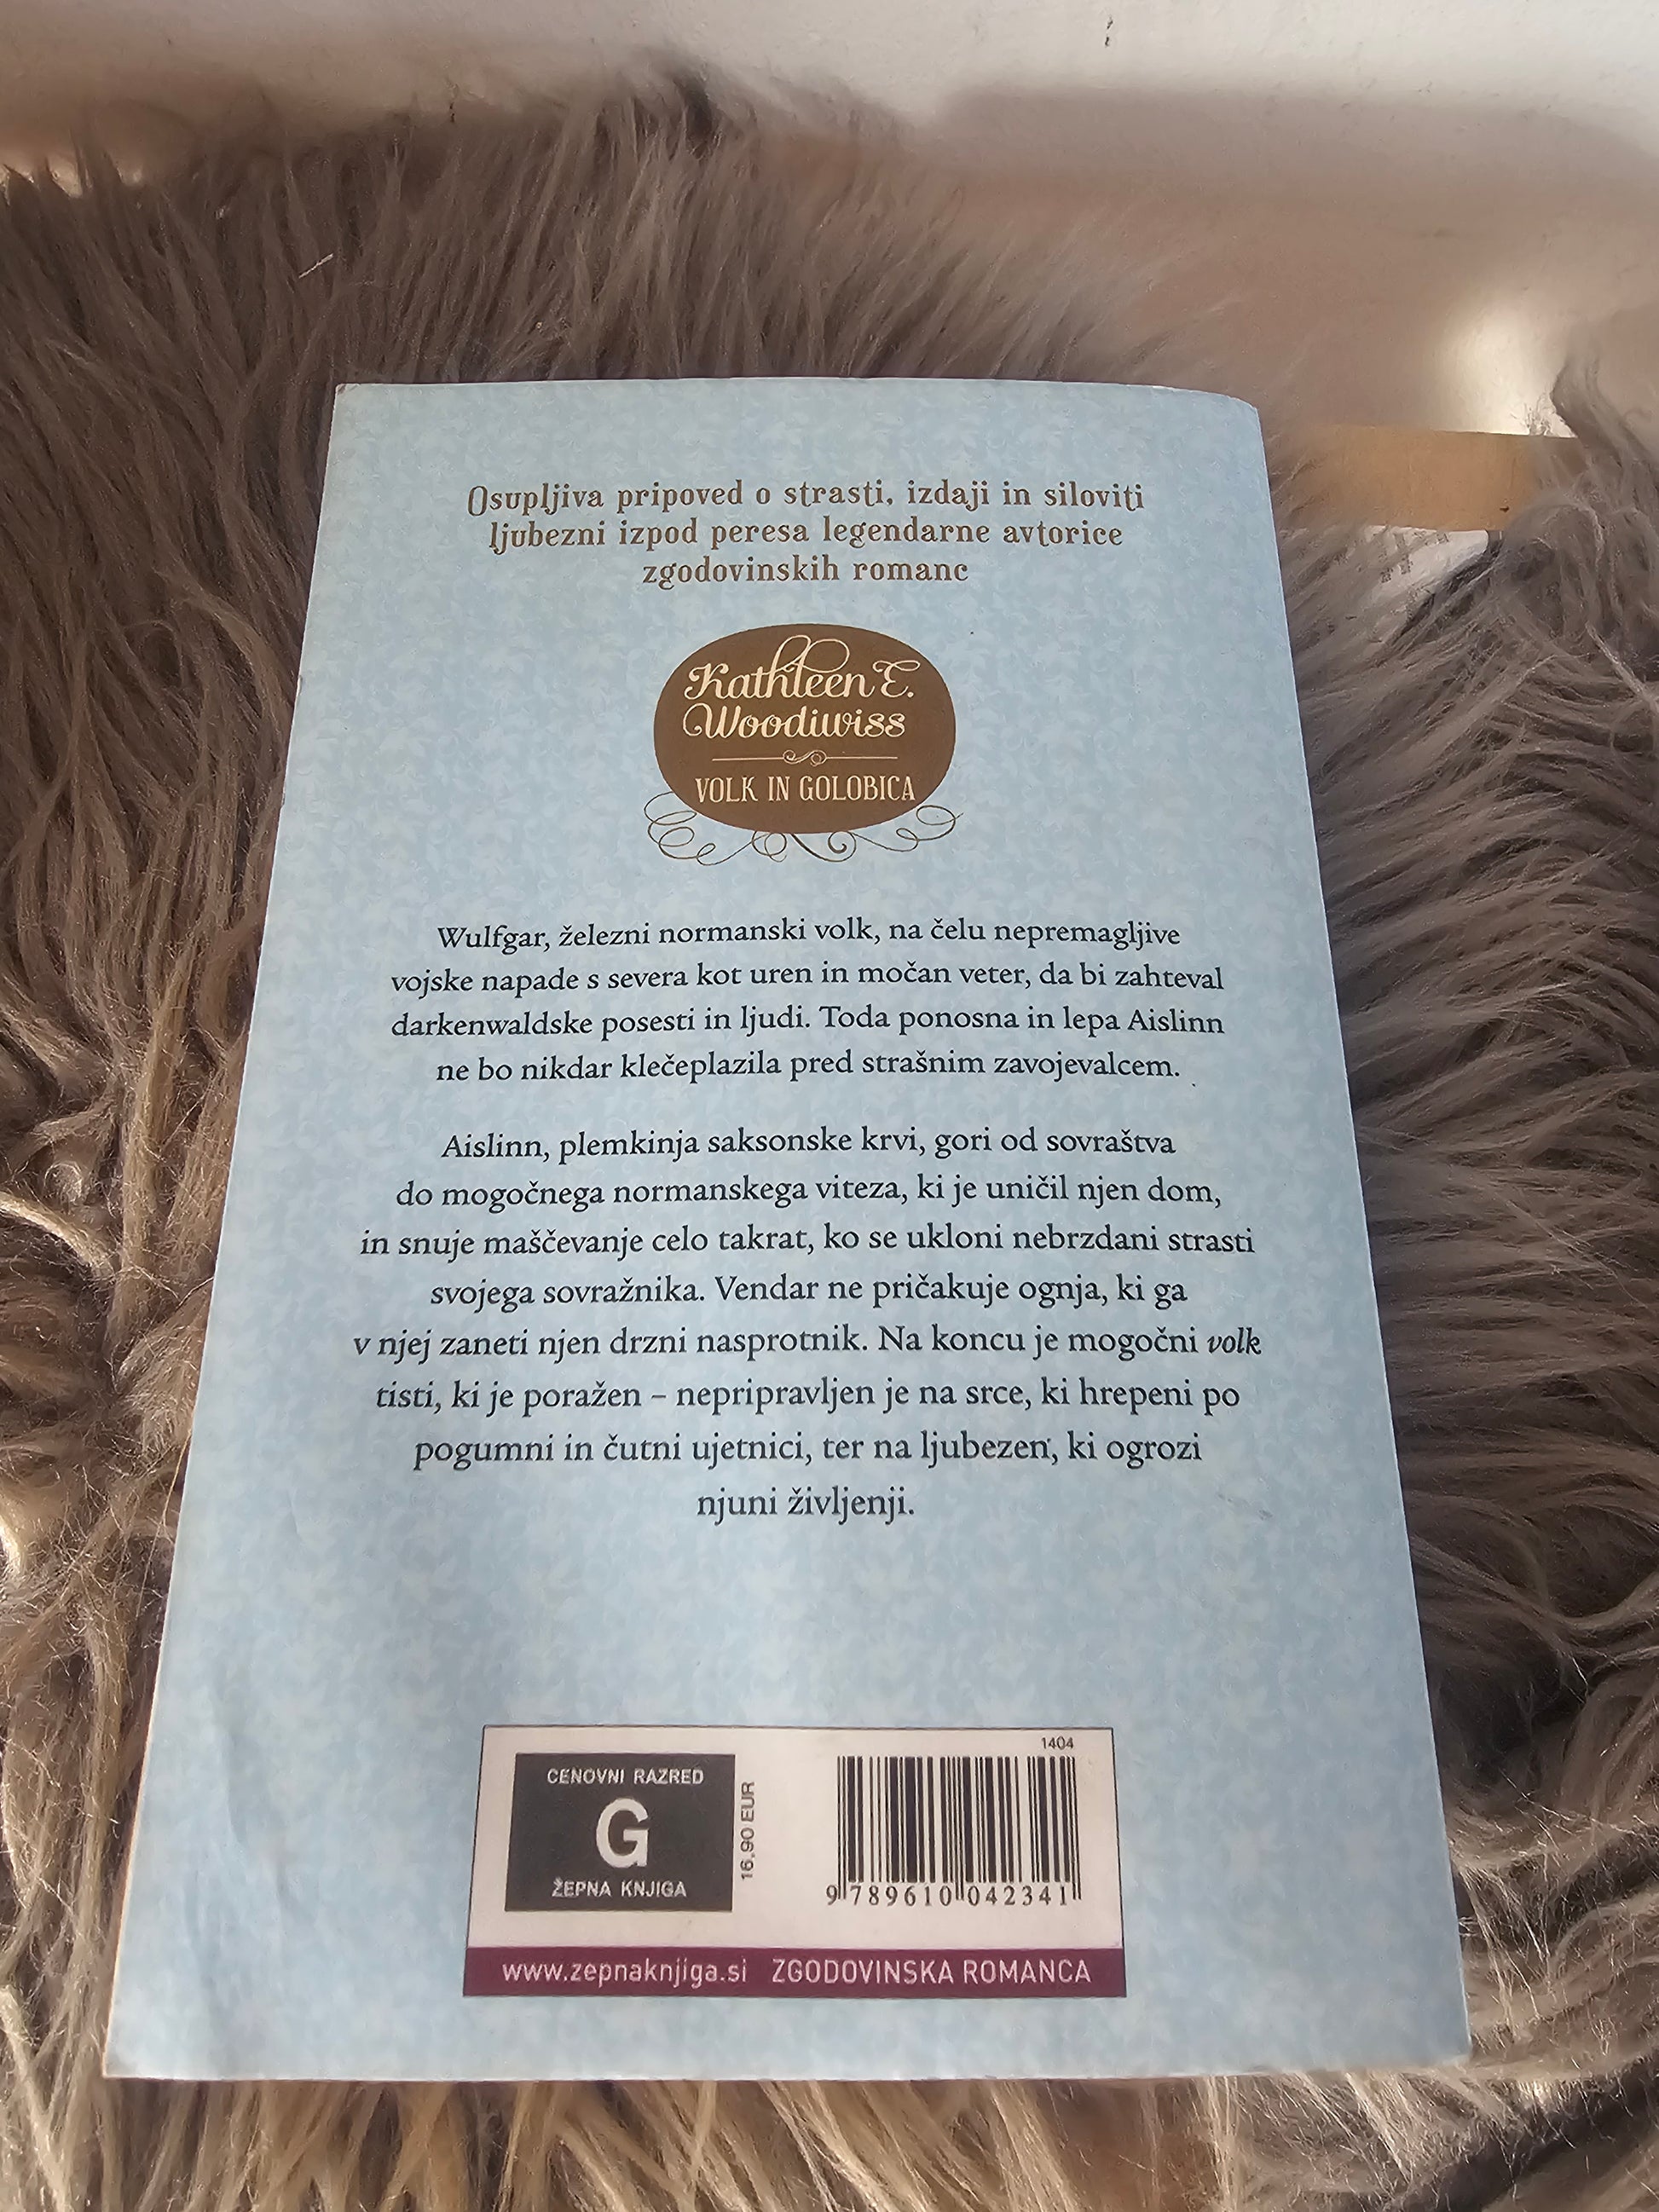 Osupljiva pripoved o strasti, izdaji in siloviti
ljubezni izpod peresa legendarne avtorice
zgodovinskih romanc
Kathleen E.
Woodiwiss
VOLK IN GOLOBICA
Wulfgar, železni normanski volk, na čelu nepremagljive
vojske napade s severa kot uren in močan veter, da bi zahteval
darkenwaldske posesti in ljudi. Toda ponosna in lepa Aislinn
ne bo nikdar klečeplazila pred strašnim zavojevalcem.
Aislinn, plemkinja saksonske krvi, gori od sovraštva
do mogočnega normanskega viteza, ki je uničil njen dom,
in snuje maščevanje celo takrat, ko se ukloni nebrzdani strasti
svojega sovražnika. Vendar ne pričakuje ognja, ki ga
v njej zaneti njen drzni nasprotnik. Na koncu je mogočni volk
tisti, ki je poražen – nepripravljen je na srce, ki hrepeni po
pogumni in čutni ujetnici, ter na ljubezen, ki ogrozi
njuni življenji.
CENOVNI RAZRED
G
ŽEPNA KNJIGA
16,90 EUR
1404
9 789610 042341
www.zepnaknjiga.si ZGODOVINSKA ROMANCA